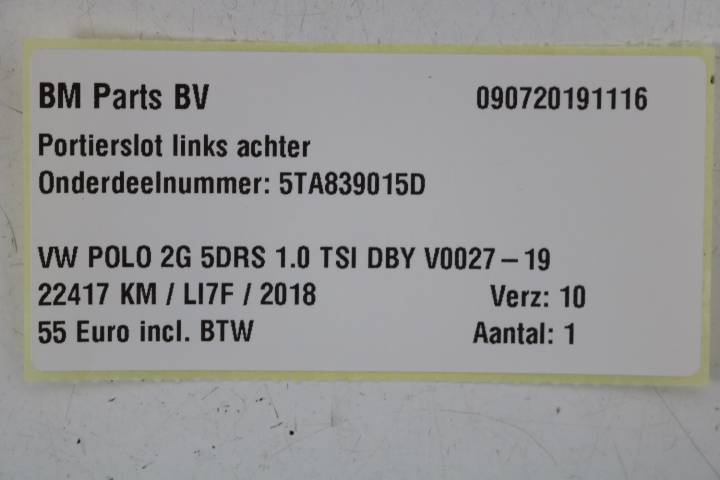 BM Parts BV 090720191116
Portierslot links achter
Onderdeelnummer: 5TA839015D
VW POLO 2G 5DRS 1.0 TSI DBY V0027-19
22417 KM / LI7F / 2018 Verz: 10
55 Euro incl. BTW Aantal: 1